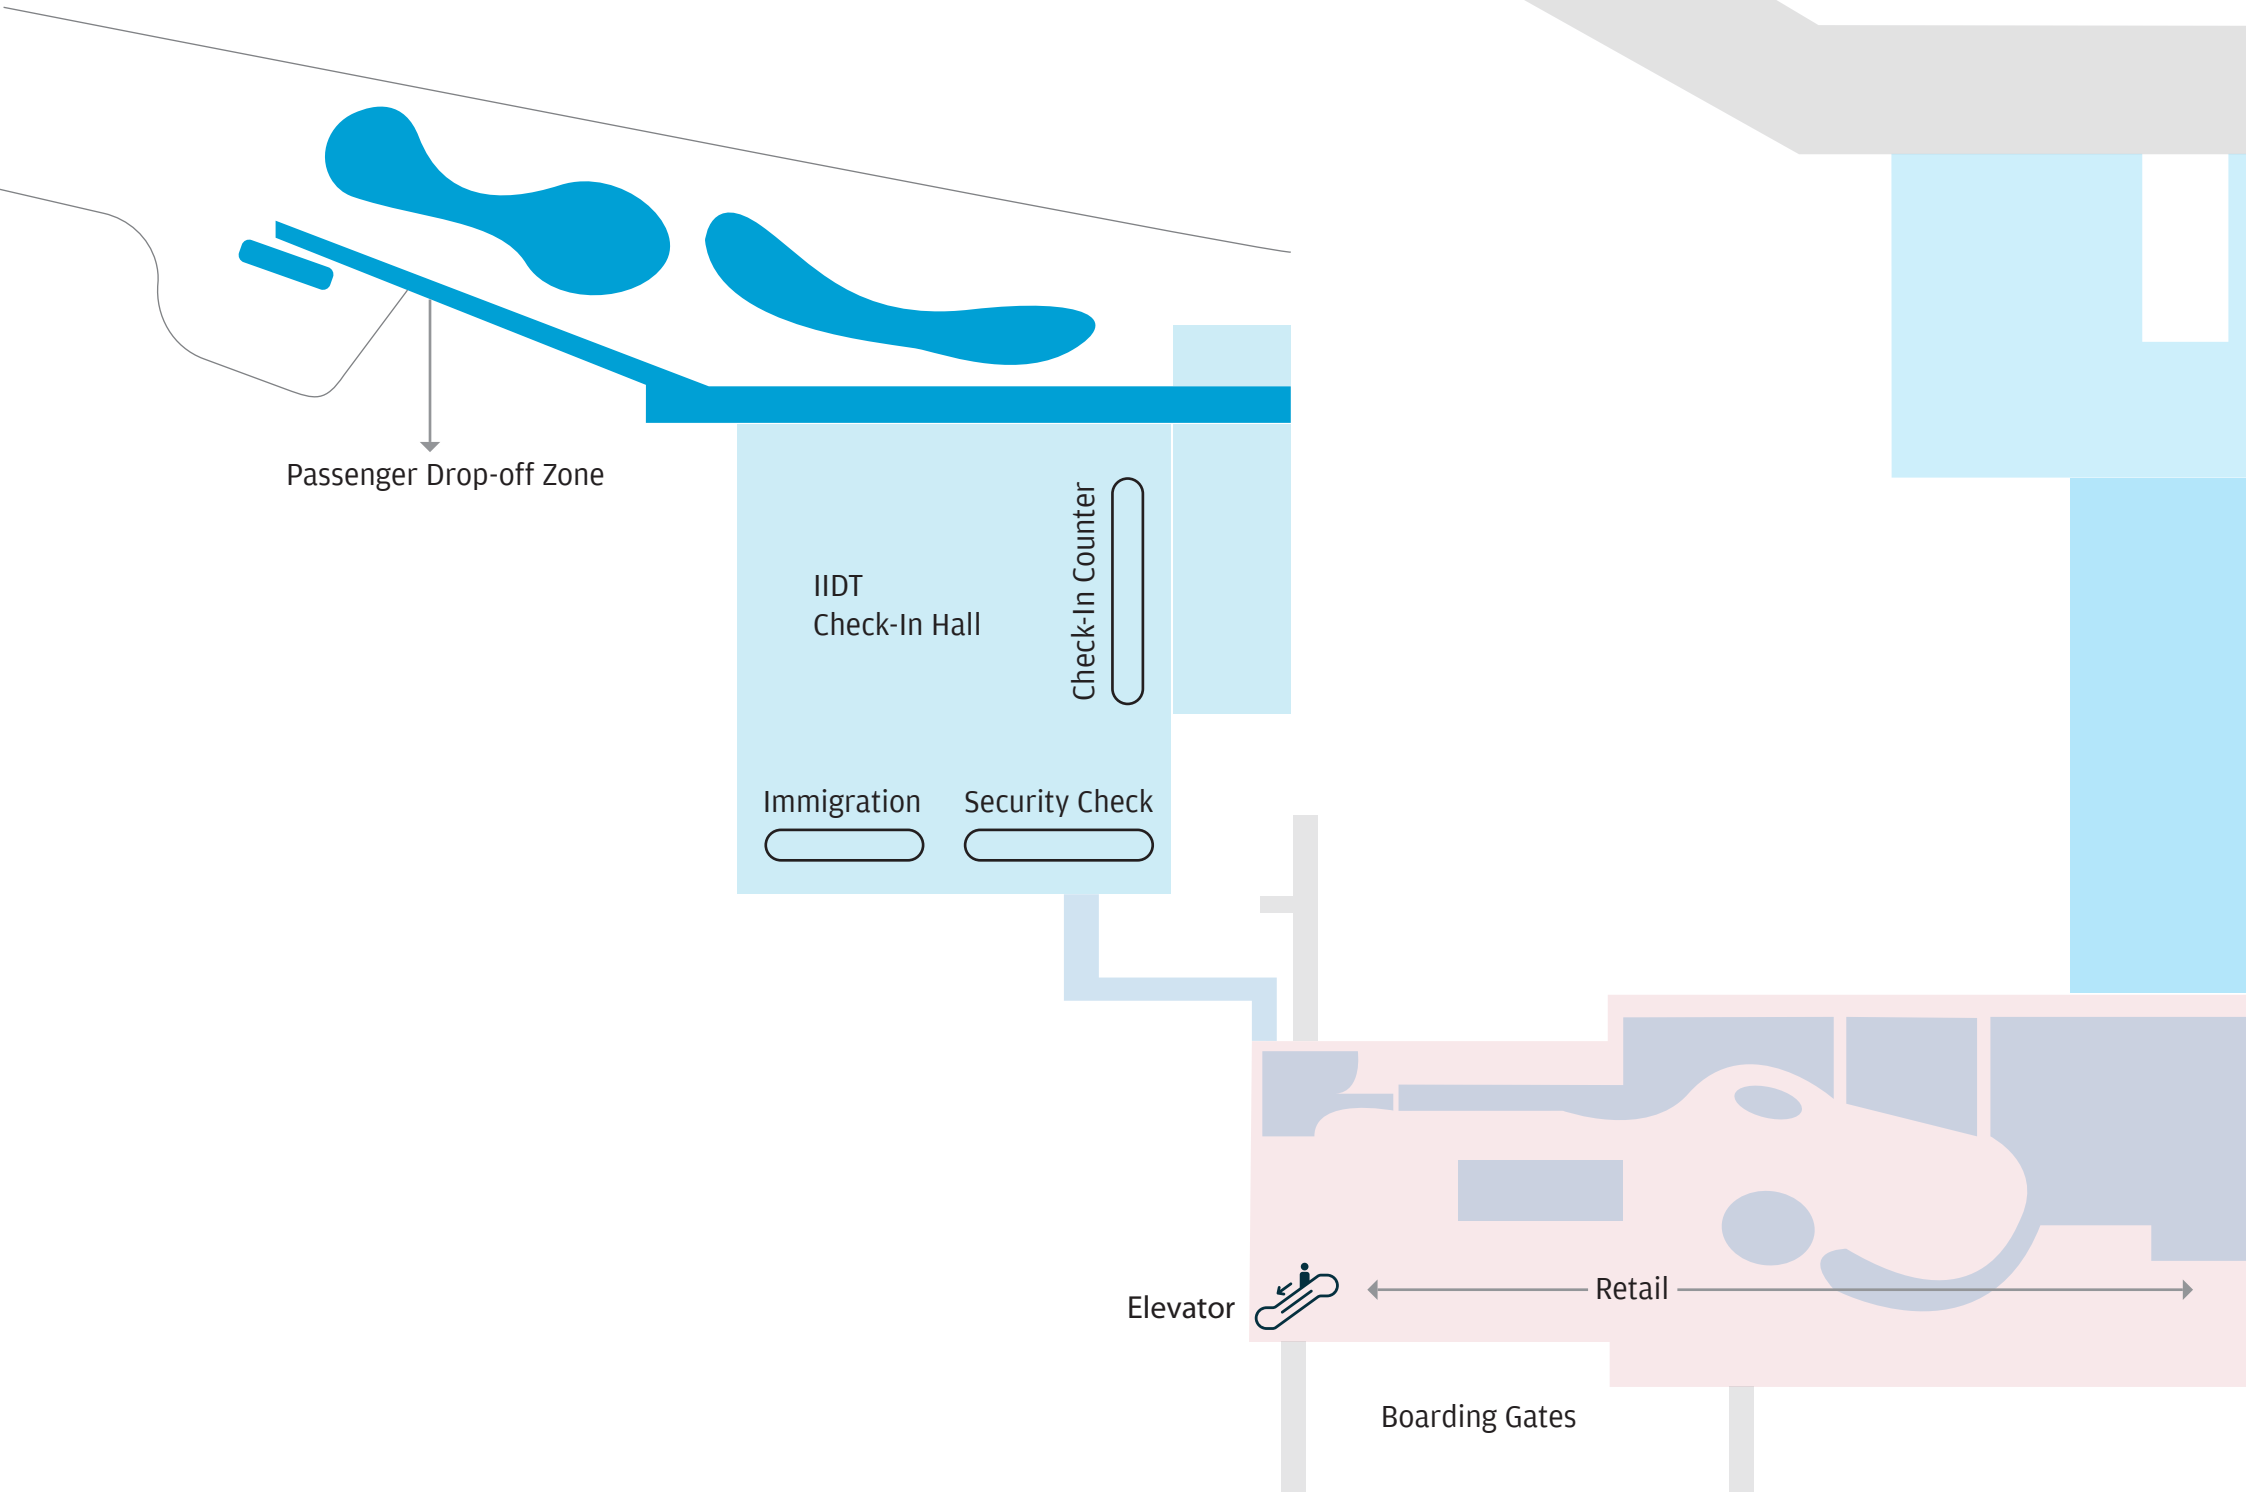 Passenger Drop-off Zone
IIDT
Check-In Hall
Check-In Counter
Immigration
Security Check
Elevator
Retail
Boarding Gates